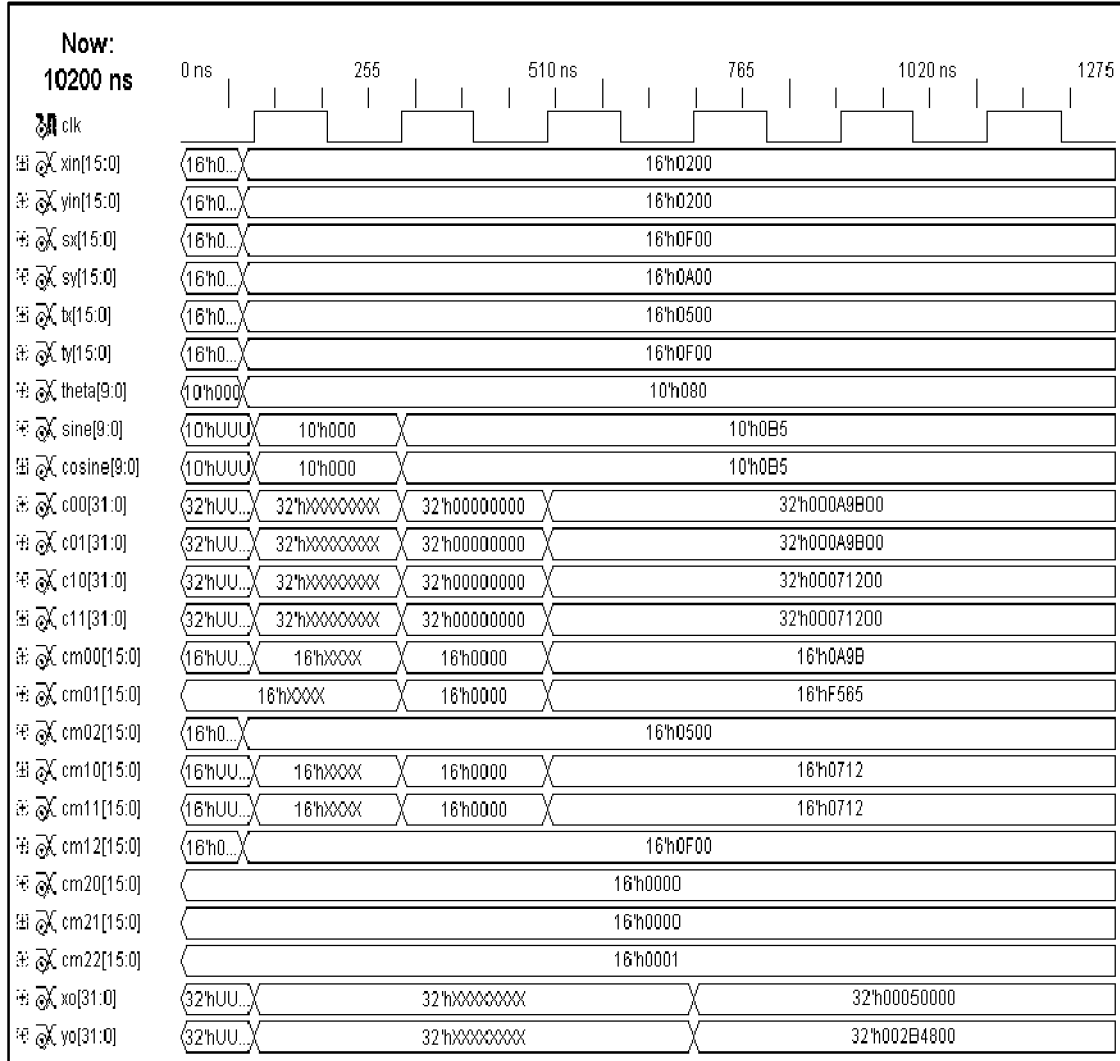 Now:
10200 ns
0 ns 255 510 ns 765 1020 ns 1275
clk
xin[15:0] 16'h0... 16'h0200
yin[15:0] 16'h0... 16'h0200
sx[15:0] 16'h0... 16'h0F00
sy[15:0] 16'h0... 16'h0A00
tx[15:0] 16'h0... 16'h0500
ty[15:0] 16'h0... 16'h0F00
theta[9:0] 10'h000 10'h080
sine[9:0] 10'hUUU 10'h000 10'h0B5
cosine[9:0] 10'hUUU 10'h000 10'h0B5
c00[31:0] 32'hUU... 32'hXXXXXXXX 32'h00000000 32'h000A9B00
c01[31:0] 32'hUU... 32'hXXXXXXXX 32'h00000000 32'h000A9B00
c10[31:0] 32'hUU... 32'hXXXXXXXX 32'h00000000 32'h00071200
c11[31:0] 32'hUU... 32'hXXXXXXXX 32'h00000000 32'h00071200
cm00[15:0] 16'hUU... 16'hXXXX 16'h0000 16'h0A9B
cm01[15:0] 16'hXXXX 16'h0000 16'hF565
cm02[15:0] 16'h0... 16'h0500
cm10[15:0] 16'hUU... 16'hXXXX 16'h0000 16'h0712
cm11[15:0] 16'hUU... 16'hXXXX 16'h0000 16'h0712
cm12[15:0] 16'h0... 16'h0F00
cm20[15:0] 16'h0000
cm21[15:0] 16'h0000
cm22[15:0] 16'h0001
xo[31:0] 32'hUU... 32'hXXXXXXXX 32'h00050000
yo[31:0] 32'hUU... 32'hXXXXXXXX 32'h002B4800